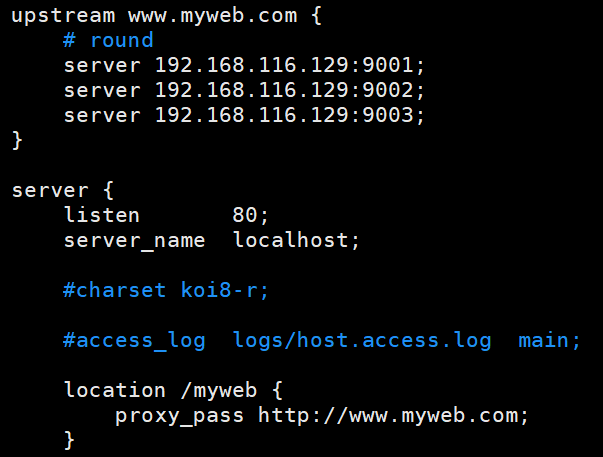 upstream www.myweb.com {
    # round
    server 192.168.116.129:9001;
    server 192.168.116.129:9002;
    server 192.168.116.129:9003;
}
server {
    listen       80;
    server_name  localhost;
    #charset koi8-r;
    #access_log  logs/host.access.log  main;
    location /myweb {
        proxy_pass http://www.myweb.com;
    }